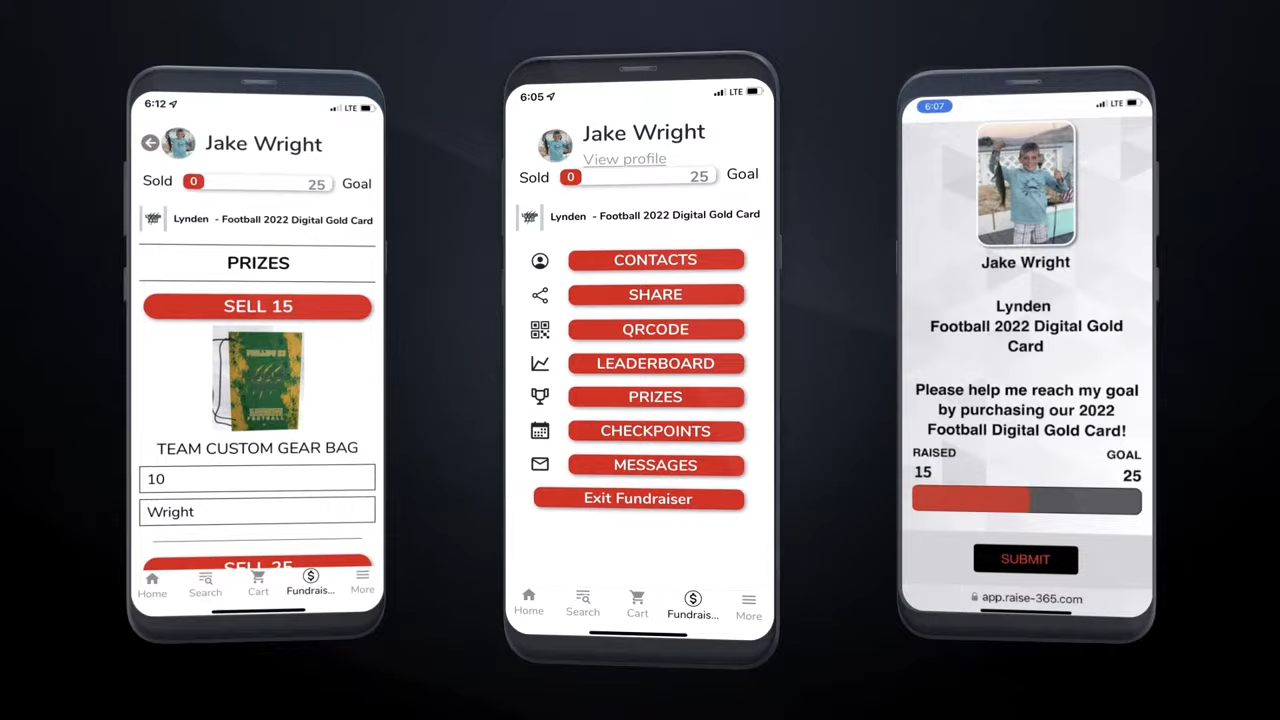 6:12
LTE
Jake Wright
Sold 0 25 Goal
Lynden - Football 2022 Digital Gold Card
PRIZES
SELL 15
FOOTBALL
TEAM CUSTOM GEAR BAG
10
Wright
SELL 25
Home Search Cart Fundrais... More
6:05
LTE
Jake Wright
View profile
Sold 0 25 Goal
Lynden - Football 2022 Digital Gold Card
CONTACTS
SHARE
QRCODE
LEADERBOARD
PRIZES
CHECKPOINTS
MESSAGES
Exit Fundraiser
Home Search Cart Fundrais... More
6:07
LTE
Jake Wright
Lynden
Football 2022 Digital Gold
Card
Please help me reach my goal
by purchasing our 2022
Football Digital Gold Card!
RAISED GOAL
15 25
SUBMIT
app.raise-365.com